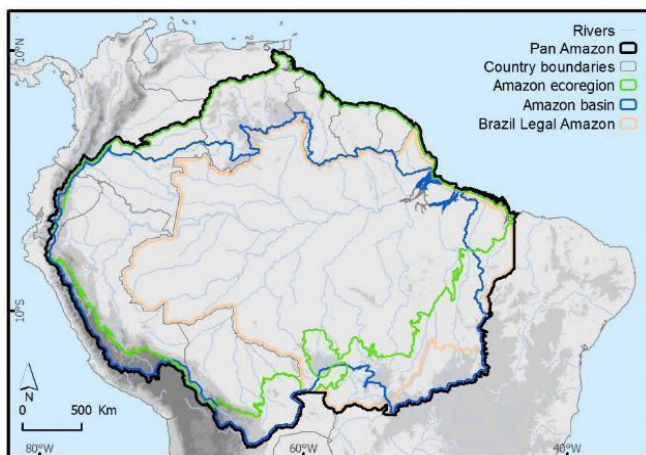 Rivers
Pan Amazon
Country boundaries
Amazon ecoregion
Amazon basin
Brazil Legal Amazon
10°N
10°S
N
0 500 Km
80°W
60°W
40°W